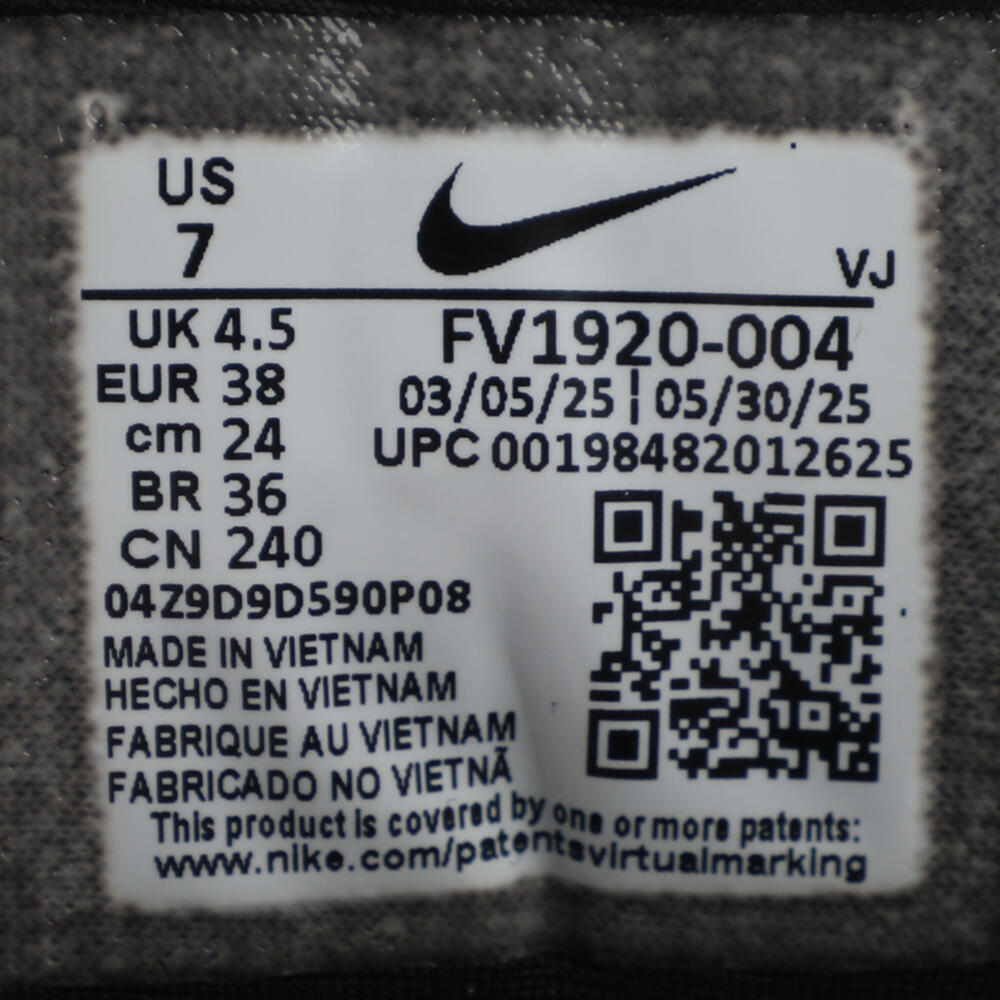 US
7
VJ
UK 4.5
EUR 38
cm 24
BR 36
CN 240
FV1920-004
03/05/25 | 05/30/25
UPC 00198482012625
04Z9D9D590P08
MADE IN VIETNAM
HECHO EN VIETNAM
FABRIQUE AU VIETNAM
FABRICADO NO VIETNÃ
This product is covered by one or more patents:
www.nike.com/patentsvirtualmarking